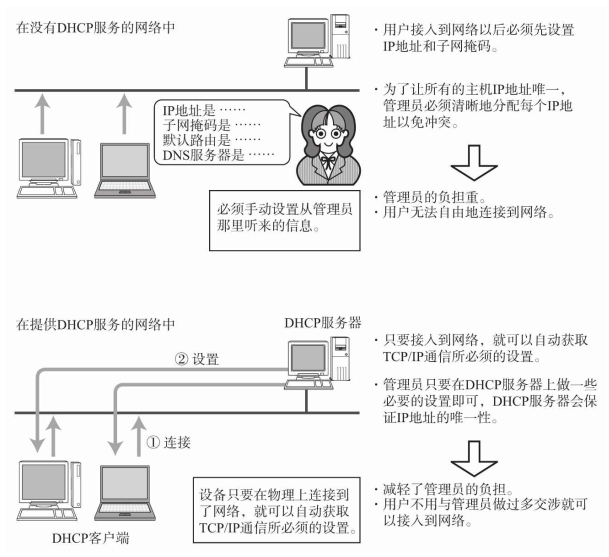 在没有DHCP服务的网络中
·用户接入到网络以后必须先设置
IP地址和子网掩码。
·为了让所有的主机IP地址唯一，
管理员必须清晰地分配每个IP地
址以免冲突。
IP地址是 ……
子网掩码是 ……
默认路由是 ……
DNS服务器是 ……
必须手动设置从管理员
那里听来的信息。
·管理员的负担重。
·用户无法自由地连接到网络。
在提供DHCP服务的网络中
DHCP服务器
② 设置
① 连接
DHCP客户端
设备只要在物理上连接到
了网络，就可以自动获取
TCP/IP通信所必须的设置。
·只要接入到网络，就可以自动获取
TCP/IP通信所必须的设置。
·管理员只要在DHCP服务器上做一些
必要的设置即可，DHCP服务器会保
证IP地址的唯一性。
·减轻了管理员的负担。
·用户不用与管理员做过多交涉就可
以接入到网络。